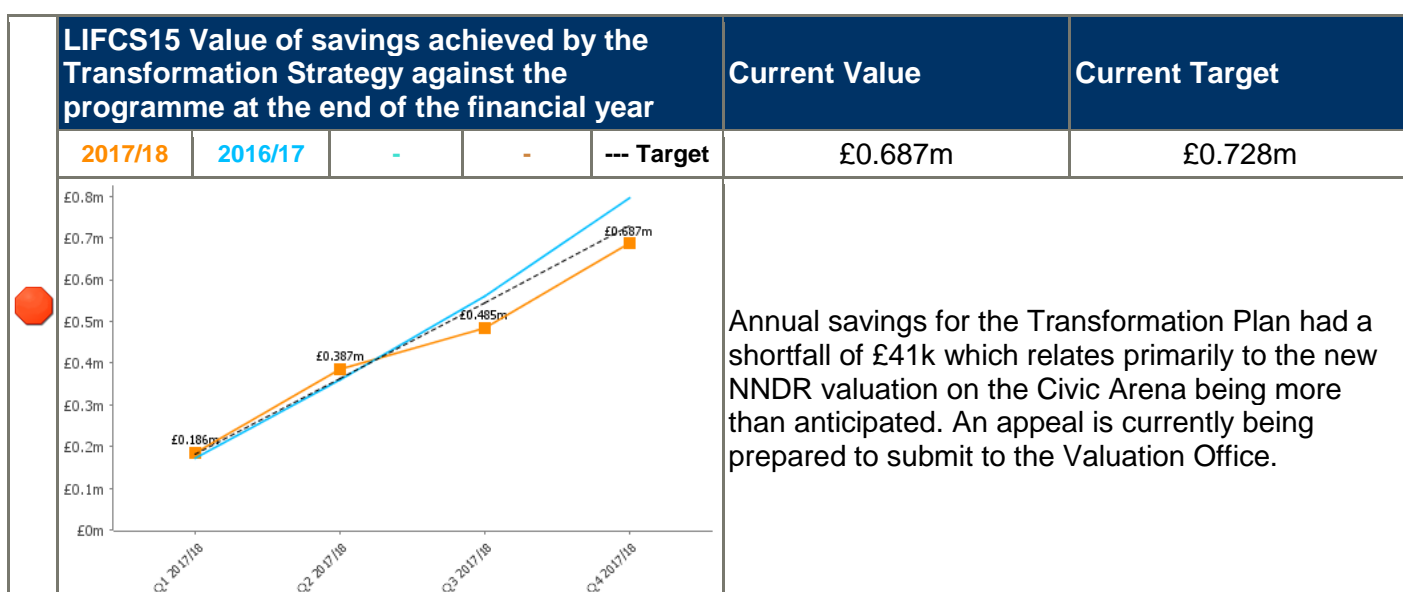 LIFCS15 Value of savings achieved by the
Transformation Strategy against the
programme at the end of the financial year
Current Value
Current Target
2017/18
2016/17
-
-
--- Target
£0.687m
£0.728m
£0.8m
£0.7m
£0.6m
£0.5m
£0.4m
£0.3m
£0.2m
£0.1m
£0m
£0.186m
£0.387m
£0.485m
£0.687m
Q1 2017/18
Q2 2017/18
Q3 2017/18
Q4 2017/18
Annual savings for the Transformation Plan had a
shortfall of £41k which relates primarily to the new
NNDR valuation on the Civic Arena being more
than anticipated. An appeal is currently being
prepared to submit to the Valuation Office.